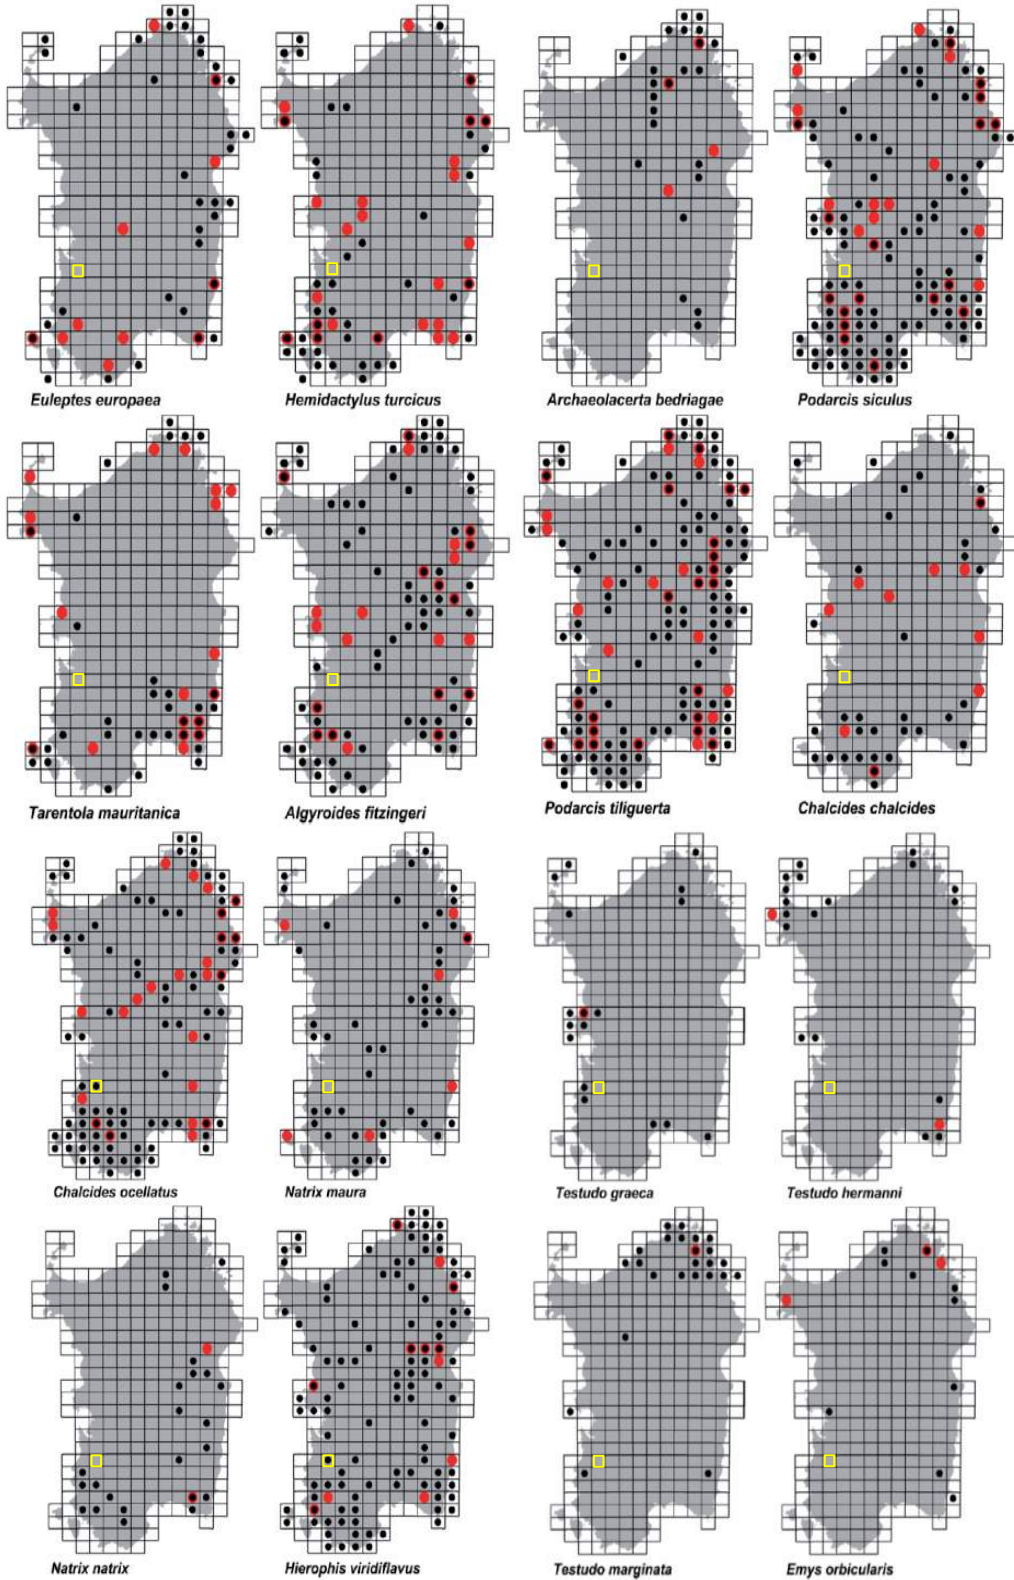 Euleptes europaea
Hemidactylus turcicus
Archaeolacerta bedriagae
Podarcis siculus
Tarentola mauritanica
Algyroides fitzingeri
Podarcis tiliguerta
Chalcides chalcides
Chalcides ocellatus
Natrix maura
Testudo graeca
Testudo hermanni
Natrix natrix
Hierophis viridiflavus
Testudo marginata
Emys orbicularis